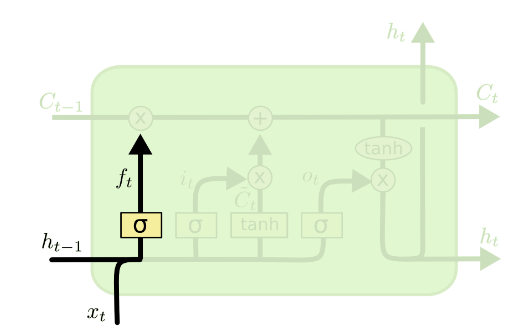 h_t
C_{t-1}
x
+
C_t
tanh
f_t
i_t
x
o_t
x
C̃_t
σ
σ
tanh
σ
h_{t-1}
h_t
x_t